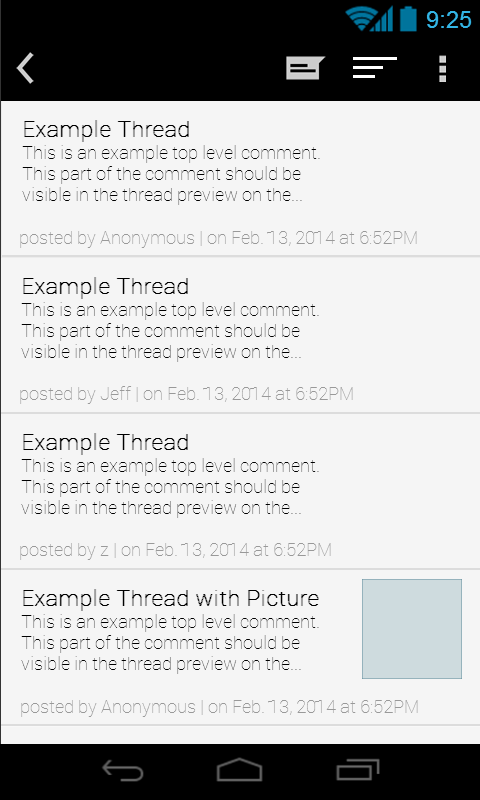 9:25
Example Thread
This is an example top level comment.
This part of the comment should be
visible in the thread preview on the...
posted by Anonymous | on Feb. 13, 2014 at 6:52PM
Example Thread
This is an example top level comment.
This part of the comment should be
visible in the thread preview on the...
posted by Jeff | on Feb. 13, 2014 at 6:52PM
Example Thread
This is an example top level comment.
This part of the comment should be
visible in the thread preview on the...
posted by z | on Feb. 13, 2014 at 6:52PM
Example Thread with Picture
This is an example top level comment.
This part of the comment should be
visible in the thread preview on the...
posted by Anonymous | on Feb. 13, 2014 at 6:52PM